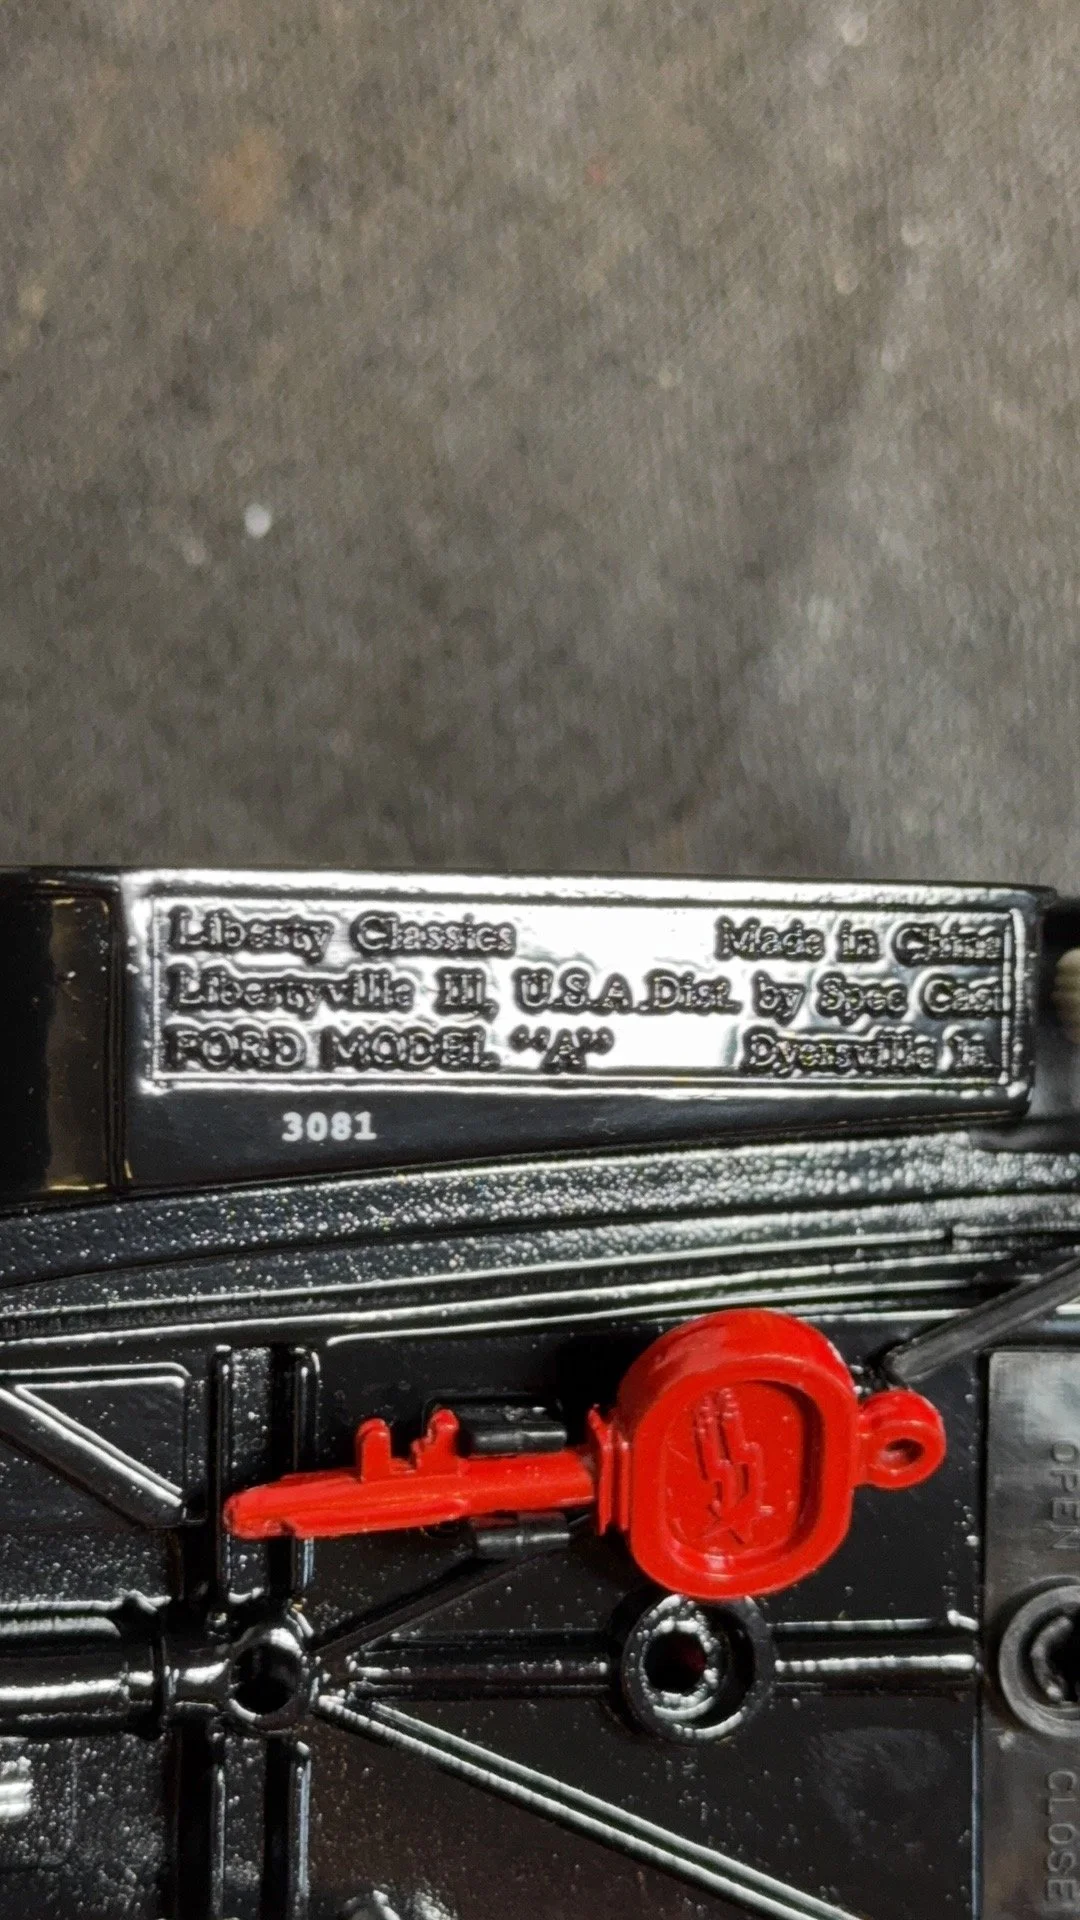 Liberty Classics Made in China
Libertyville Ill, U.S.A. Dist. by Spec Cast
FORD MODEL "A" Dyersville Ia.
3081
OPEN
CLOSE